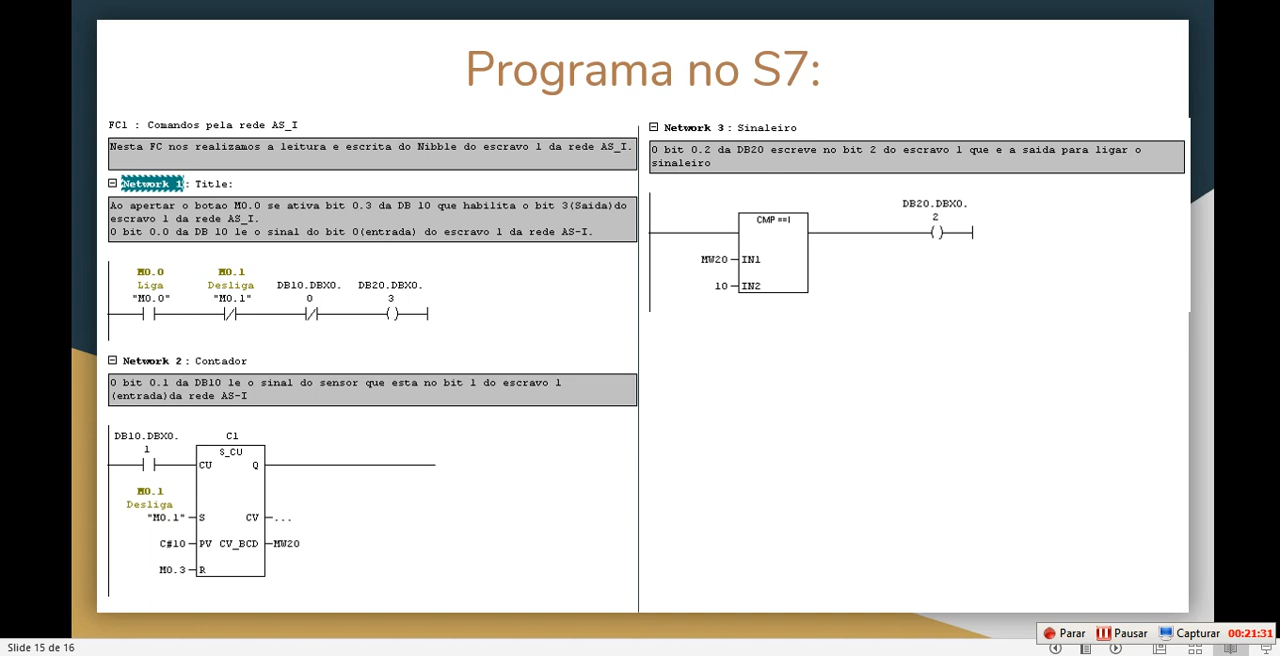 Programa no S7:
FC1 : Comandos pela rede AS_I
Nesta FC nos realizamos a leitura e escrita do Nibble do escravo 1 da rede AS_I.
Network 1: Title:
Ao apertar o botao M0.0 se ativa bit 0.3 da DB 10 que habilita o bit 3(Saida)do
escravo 1 da rede AS_I.
O bit 0.0 da DB 10 le o sinal do bit 0(entrada) do escravo 1 da rede AS-I.
M0.0 M0.1
Liga Desliga DB10.DBX0. DB20.DBX0.
"M0.0" "M0.1" 0 3
Network 2 : Contador
O bit 0.1 da DB10 le o sinal do sensor que esta no bit 1 do escravo 1
(entrada)da rede AS-I
DB10.DBX0. C1
1 S_CU
CU Q
M0.1
Desliga
"M0.1" S CV ...
C#10 PV CV_BCD MW20
M0.3 R
Network 3 : Sinaleiro
O bit 0.2 da DB20 escreve no bit 2 do escravo 1 que e a saida para ligar o
sinaleiro
DB20.DBX0.
2
CMP ==I
MW20 IN1
10 IN2
Parar Pausar Capturar 00:21:31
Slide 15 de 16